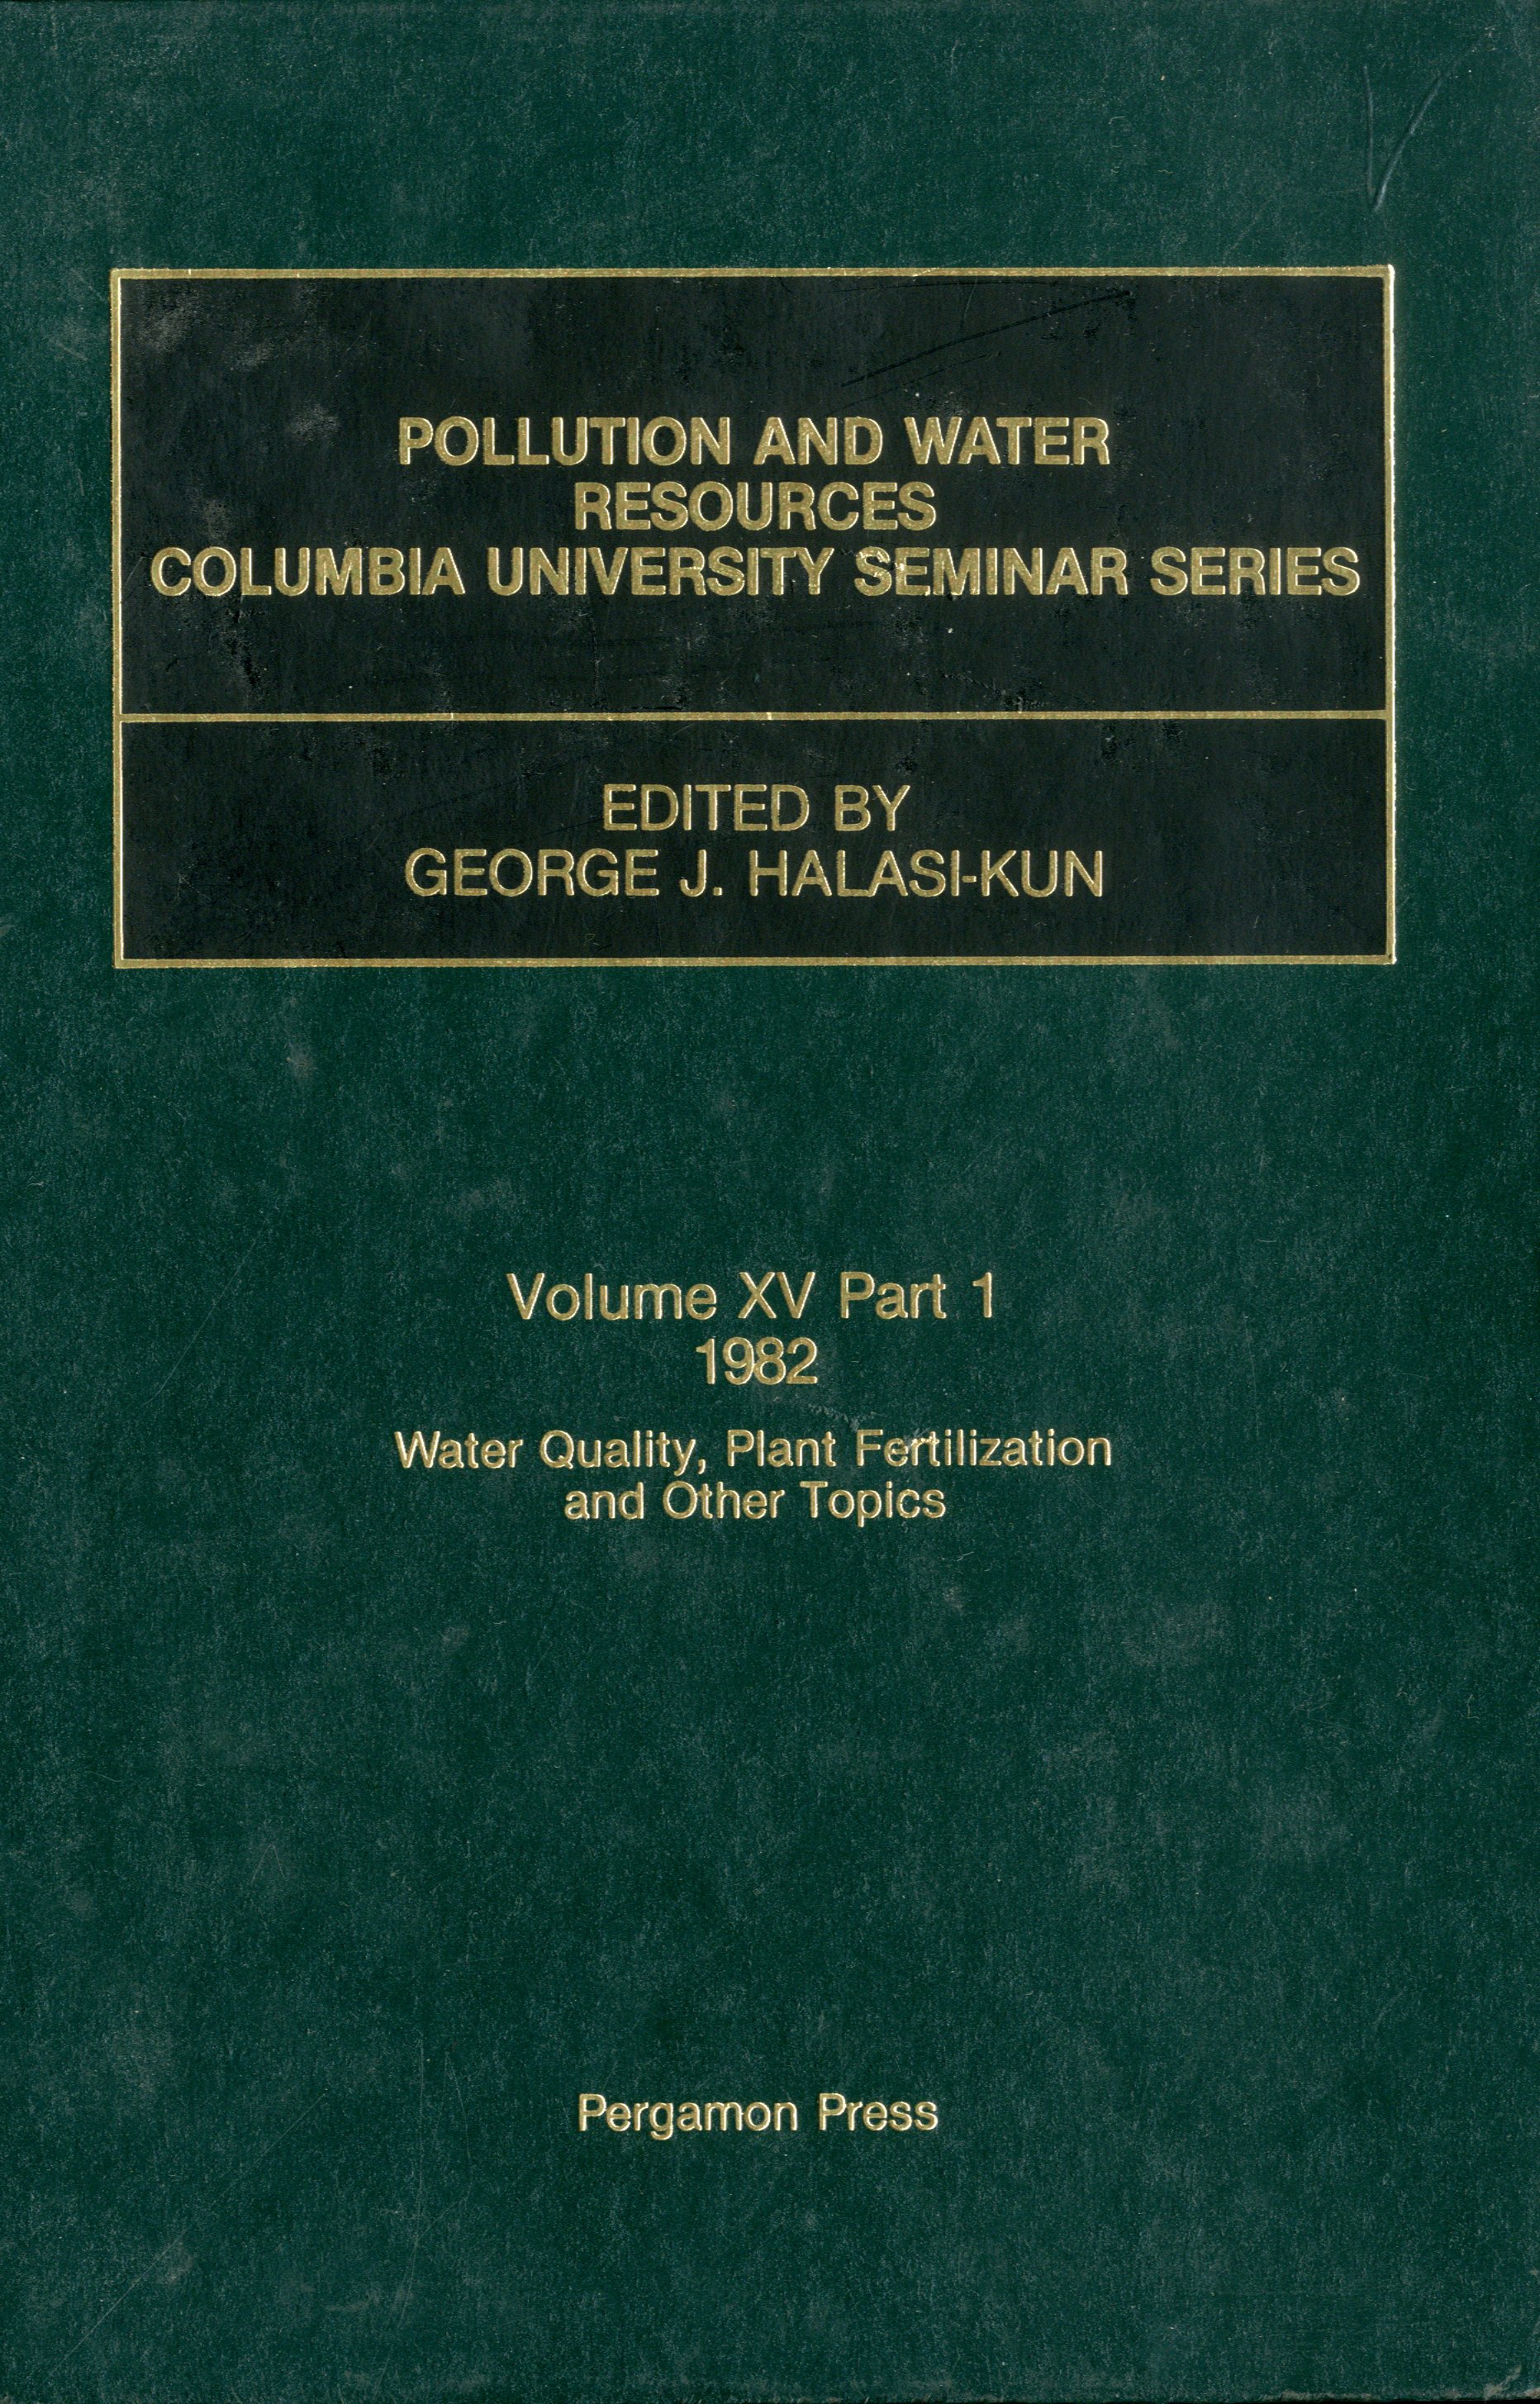 POLLUTION AND WATER
RESOURCES
COLUMBIA UNIVERSITY SEMINAR SERIES
EDITED BY
GEORGE J. HALASI-KUN
Volume XV Part 1
1982
Water Quality, Plant Fertilization
and Other Topics
Pergamon Press